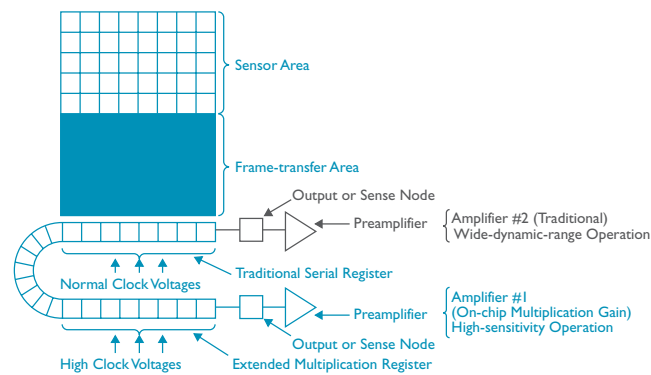 Sensor Area
Frame-transfer Area
Output or Sense Node
Preamplifier
Amplifier #2 (Traditional)
Wide-dynamic-range Operation
Traditional Serial Register
Normal Clock Voltages
Amplifier #1
(On-chip Multiplication Gain)
High-sensitivity Operation
Preamplifier
Output or Sense Node
High Clock Voltages
Extended Multiplication Register